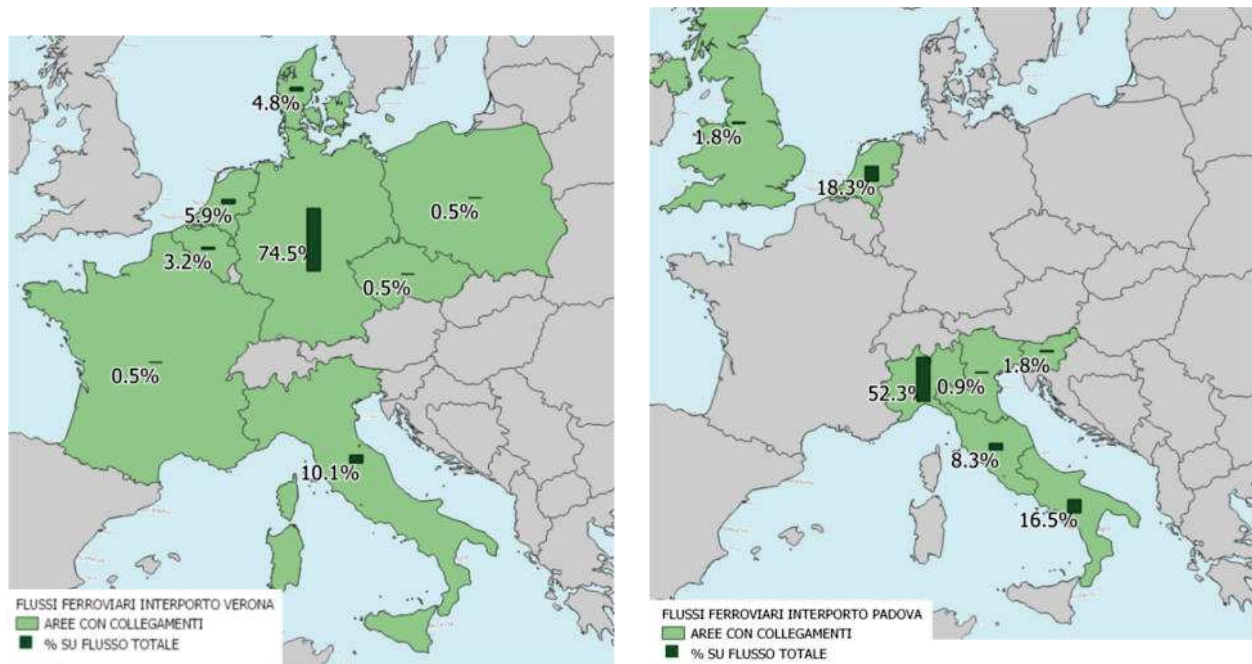 4.8%
5.9%
0.5%
3.2%
74.5%
0.5%
0.5%
10.1%
FLUSSI FERROVIARI INTERPORTO VERONA
AREE CON COLLEGAMENTI
% SU FLUSSO TOTALE
1.8%
18.3%
52.3%
0.9%
1.8%
8.3%
16.5%
FLUSSI FERROVIARI INTERPORTO PADOVA
AREE CON COLLEGAMENTI
% SU FLUSSO TOTALE